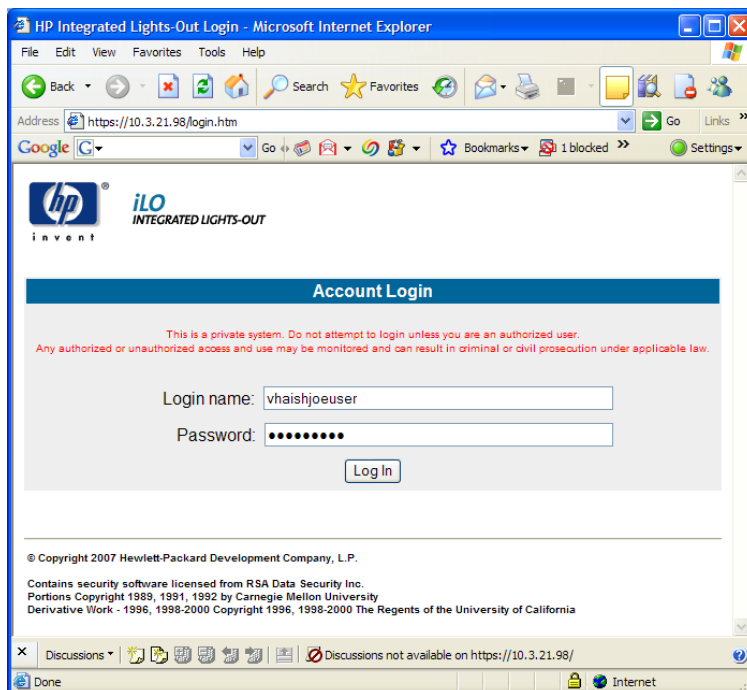 HP Integrated Lights-Out Login - Microsoft Internet Explorer
File Edit View Favorites Tools Help
Back Search Favorites
Address https://10.3.21.98/login.htm Go Links »
Google G Go Bookmarks 1 blocked » Settings
hp ®
invent
iLO
INTEGRATED LIGHTS-OUT
Account Login
This is a private system. Do not attempt to login unless you are an authorized user.
Any authorized or unauthorized access and use may be monitored and can result in criminal or civil prosecution under applicable law.
Login name: vhaishjoeuser
Password: •••••••••
Log In
© Copyright 2007 Hewlett-Packard Development Company, L.P.
Contains security software licensed from RSA Data Security Inc.
Portions Copyright 1989, 1991, 1992 by Carnegie Mellon University
Derivative Work - 1996, 1998-2000 Copyright 1996, 1998-2000 The Regents of the University of California
Discussions Discussions not available on https://10.3.21.98/
Done Internet